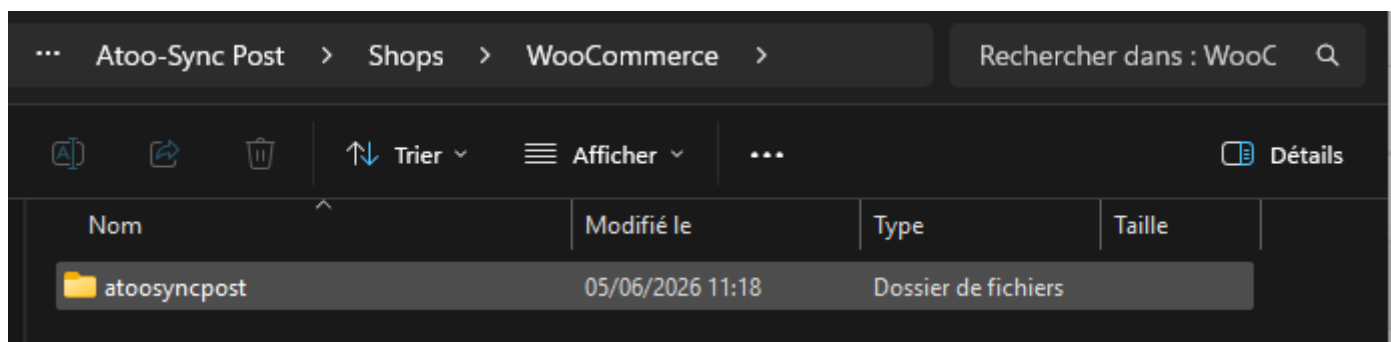 ··· Atoo-Sync Post > Shops > WooCommerce > Rechercher dans : WooC
Trier Afficher ··· Détails
Nom Modifié le Type Taille
atoosyncpost 05/06/2026 11:18 Dossier de fichiers